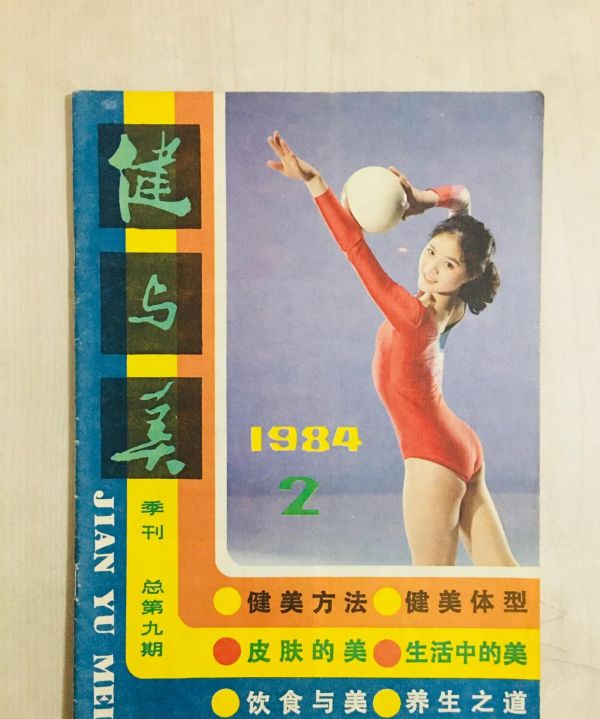 健与美
JIAN YU MEI
季刊 总第九期
1984
2
健美方法 健美体型
皮肤的美 生活中的美
饮食与美 养生之道